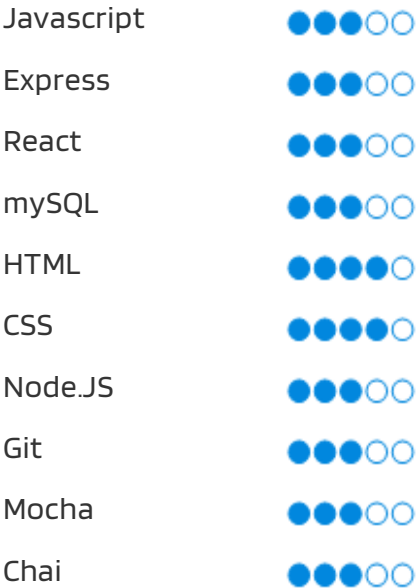 Javascript
Express
React
mySQL
HTML
CSS
Node.JS
Git
Mocha
Chai